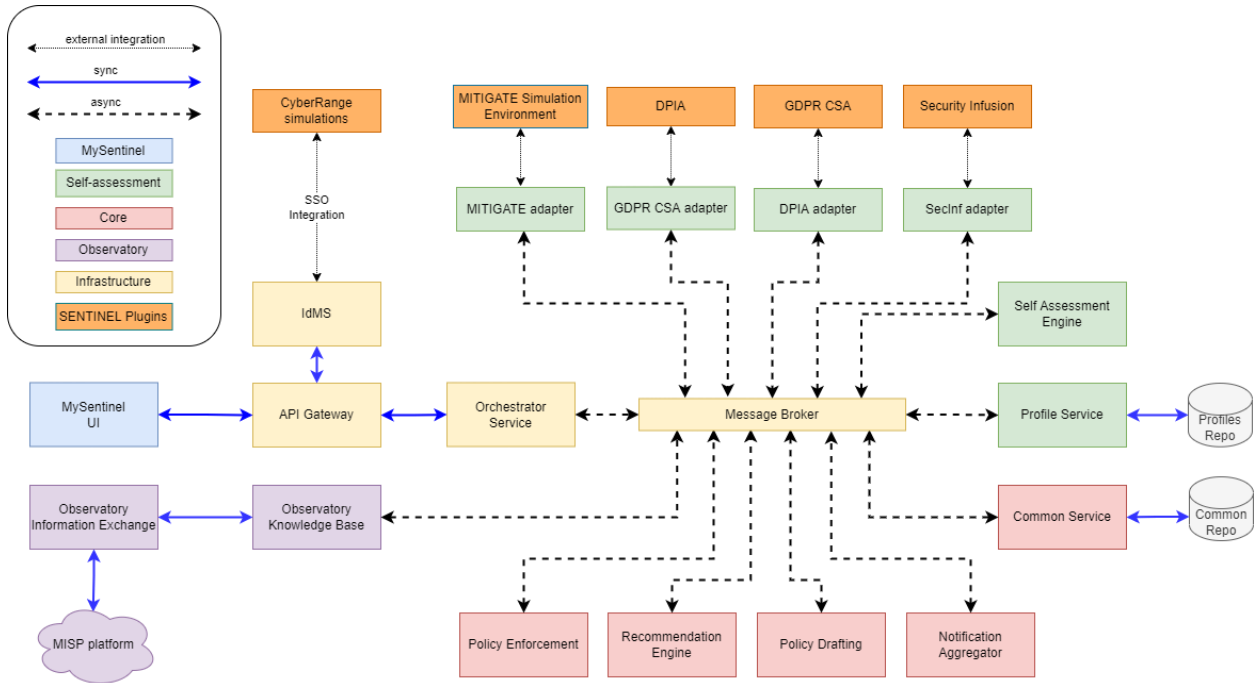 external integration
sync
async
MySentinel
Self-assessment
Core
Observatory
Infrastructure
SENTINEL Plugins
CyberRange
simulations
MITIGATE Simulation
Environment
DPIA
GDPR CSA
Security Infusion
SSO
Integration
MITIGATE adapter
GDPR CSA adapter
DPIA adapter
SecInf adapter
IdMS
Self Assessment
Engine
MySentinel
UI
API Gateway
Orchestrator
Service
Message Broker
Profile Service
Profiles
Repo
Observatory
Information Exchange
Observatory
Knowledge Base
Common Service
Common
Repo
MISP platform
Policy Enforcement
Recommendation
Engine
Policy Drafting
Notification
Aggregator